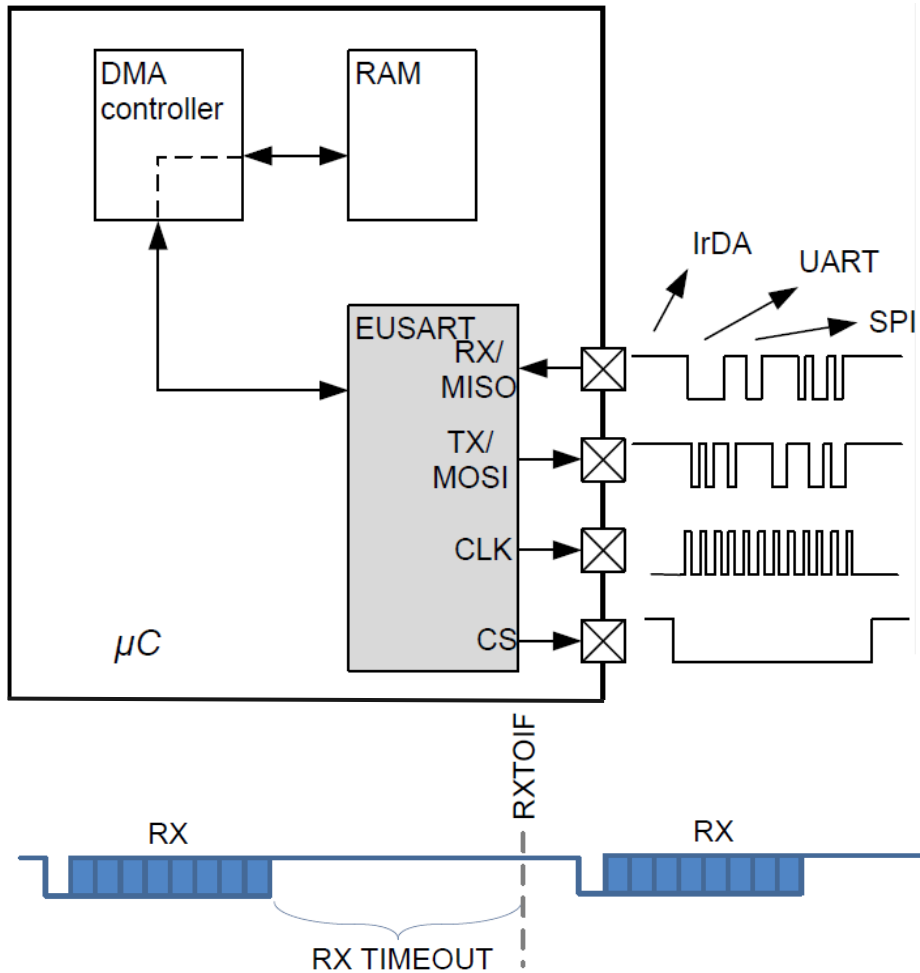 DMA
controller
RAM
IrDA
UART
SPI
EUSART
RX/
MISO
TX/
MOSI
CLK
CS
µC
RXTOIF
RX
RX
RX TIMEOUT